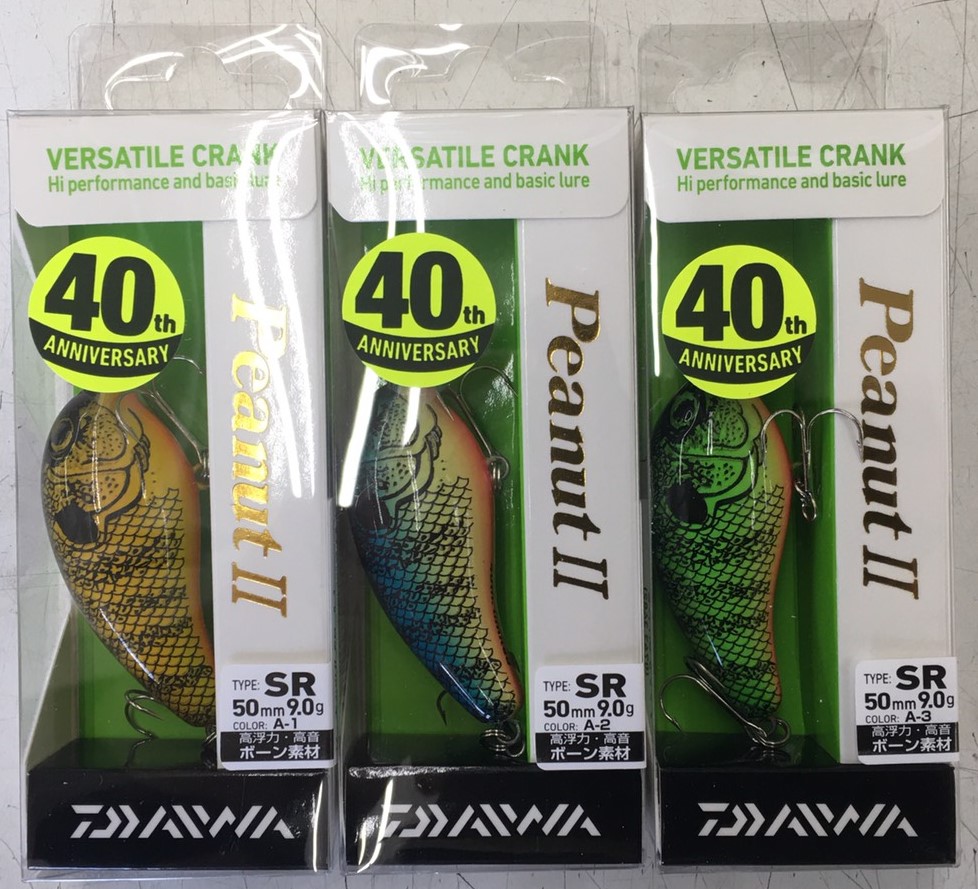 VERSATILE CRANK
Hi performance and basic lure
40th
ANNIVERSARY
Peanut II
TYPE: SR
50mm 9.0g
COLOR: A-1
高浮力・高音
ボーン素材
DAIWA
VERSATILE CRANK
Hi performance and basic lure
40th
ANNIVERSARY
Peanut II
TYPE: SR
50mm 9.0g
COLOR: A-2
高浮力・高音
ボーン素材
DAIWA
VERSATILE CRANK
Hi performance and basic lure
40th
ANNIVERSARY
Peanut II
TYPE: SR
50mm 9.0g
COLOR: A-3
高浮力・高音
ボーン素材
DAIWA